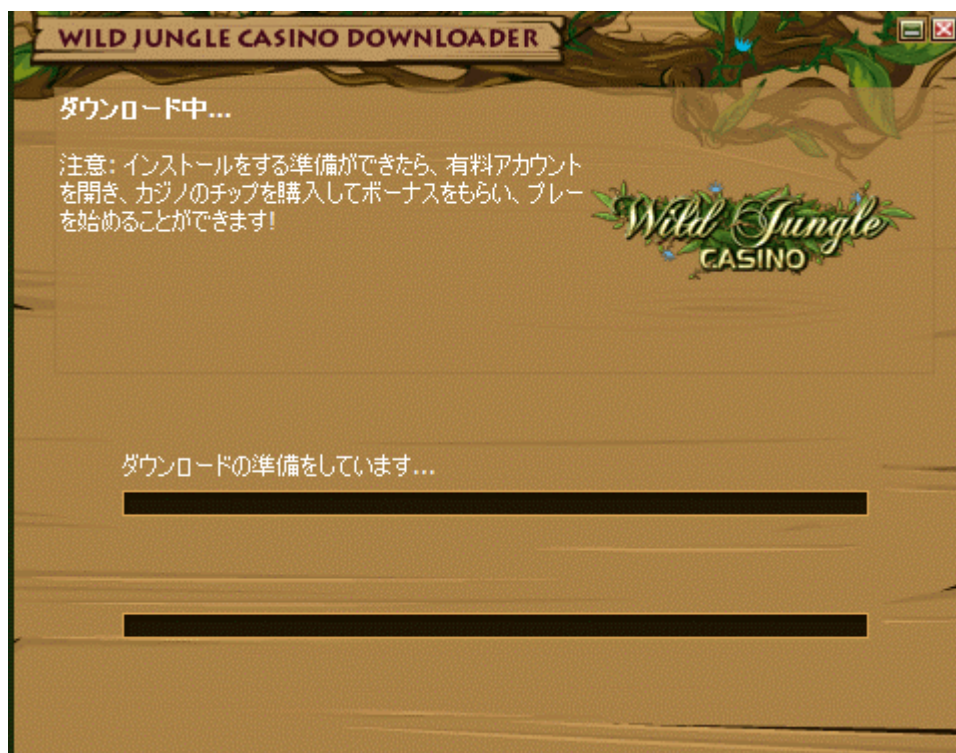 WILD JUNGLE CASINO DOWNLOADER
ダウンロード中...
注意: インストールをする準備ができたら、有料アカウント
を開き、カジノのチップを購入してボーナスをもらい、プレー
を始めることができます!
Wild Jungle
CASINO
ダウンロードの準備をしています...